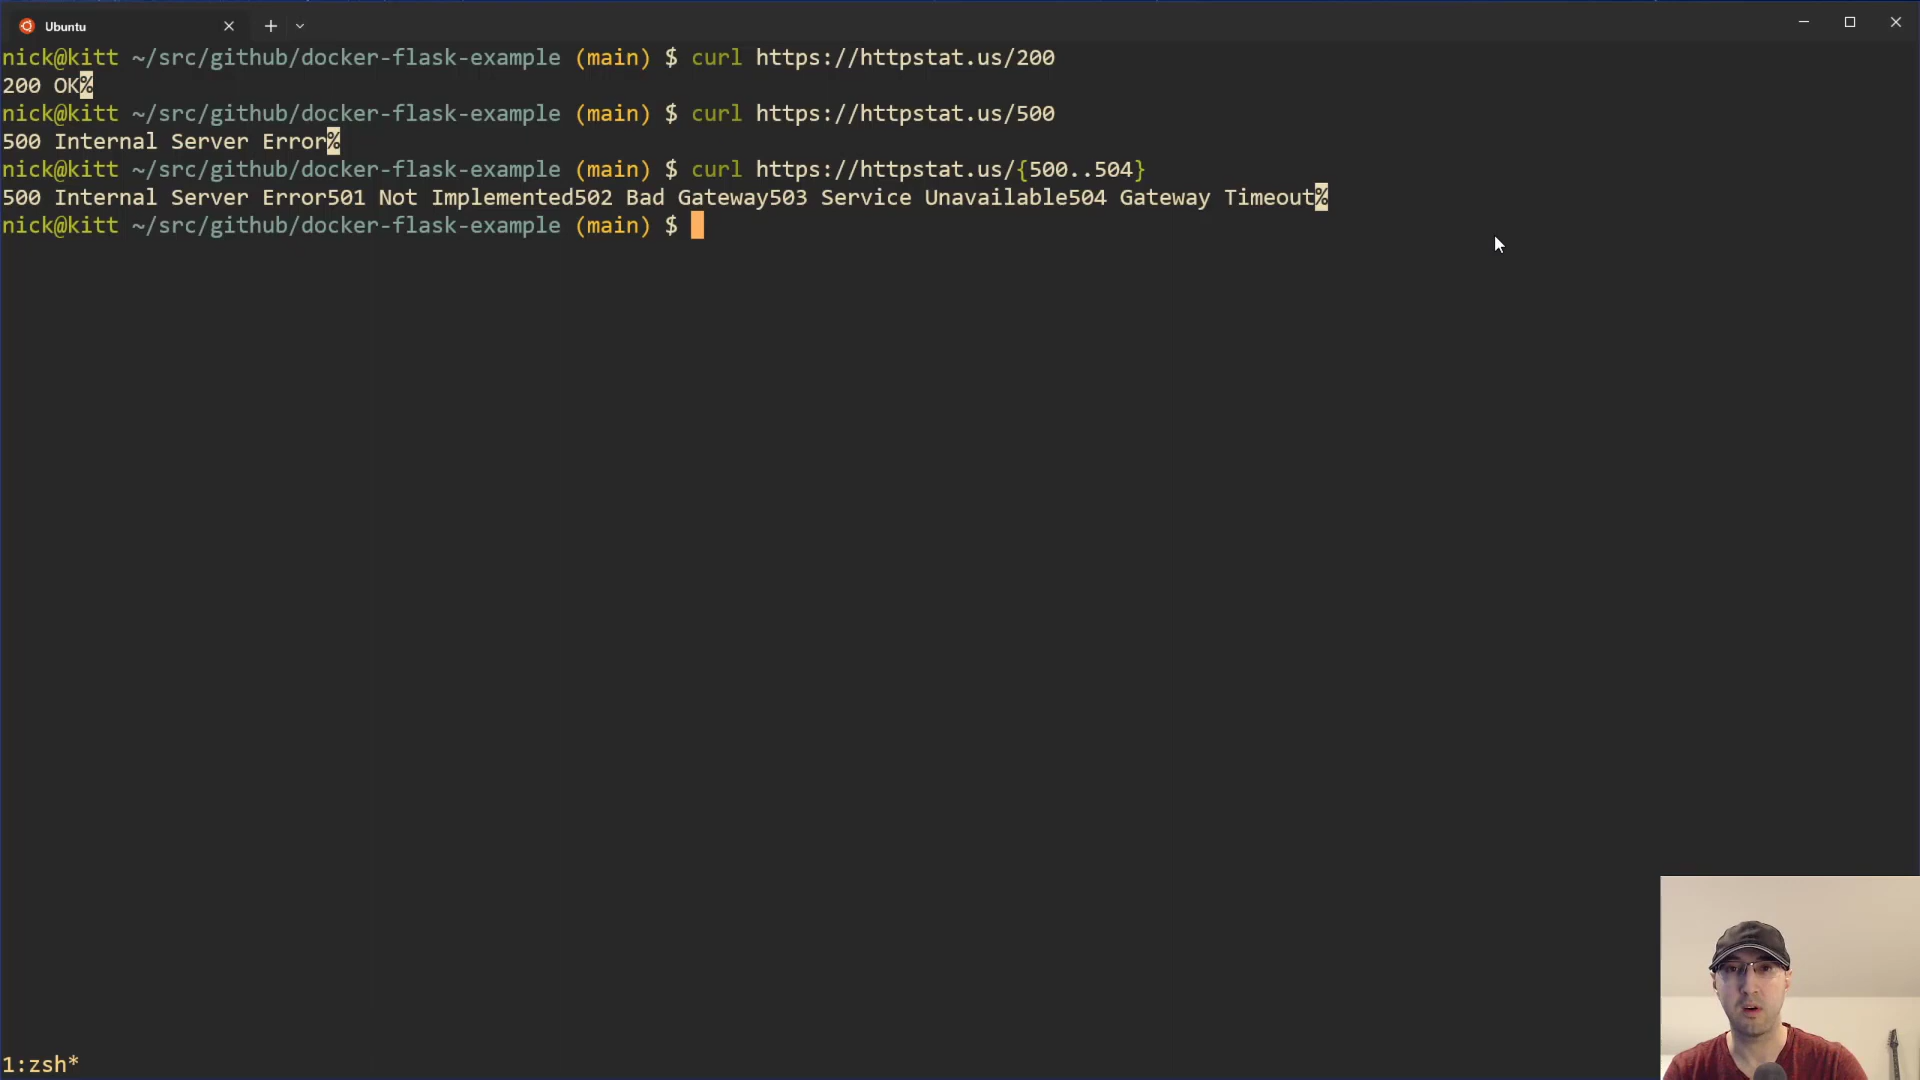 Ubuntu
nick@kitt ~/src/github/docker-flask-example (main) $ curl https://httpstat.us/200
200 OK%
nick@kitt ~/src/github/docker-flask-example (main) $ curl https://httpstat.us/500
500 Internal Server Error%
nick@kitt ~/src/github/docker-flask-example (main) $ curl https://httpstat.us/{500..504}
500 Internal Server Error501 Not Implemented502 Bad Gateway503 Service Unavailable504 Gateway Timeout%
nick@kitt ~/src/github/docker-flask-example (main) $
1:zsh*